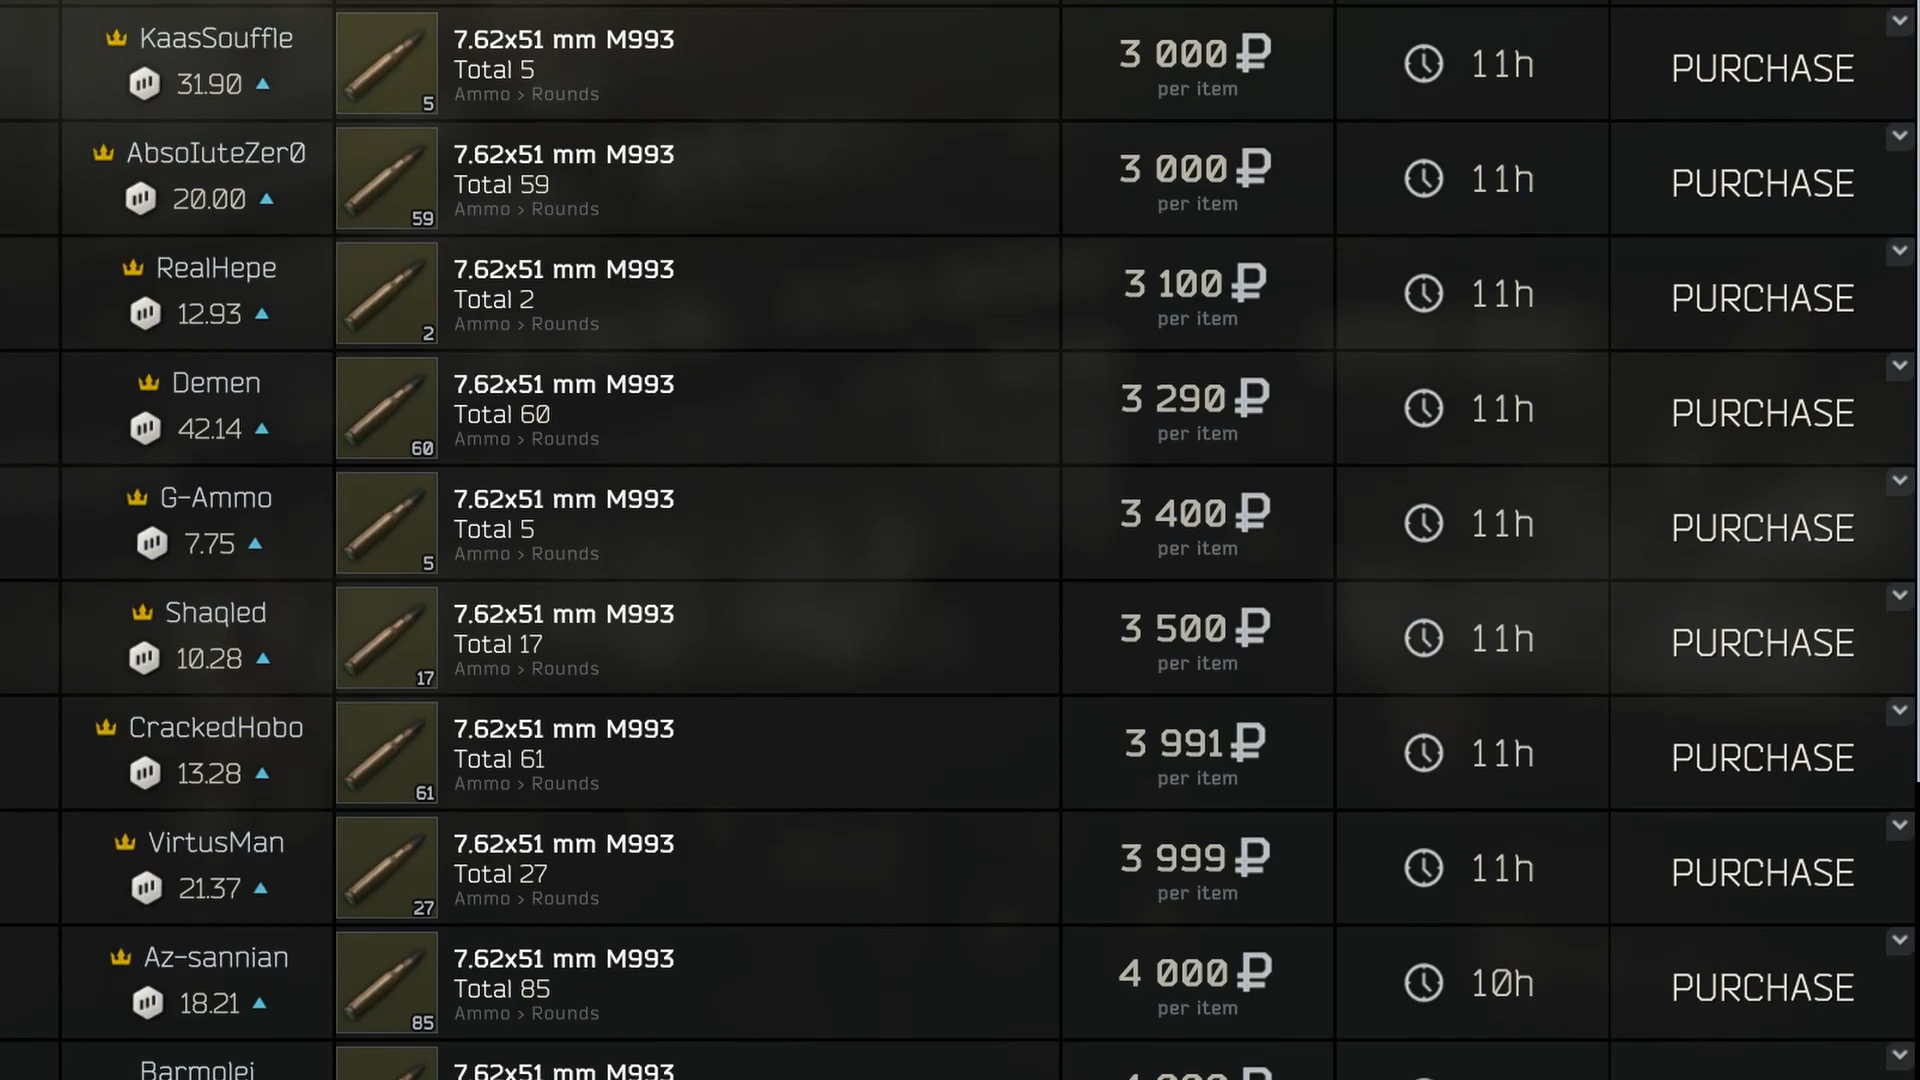 KaasSouffle
31.90
5
7.62x51 mm M993
Total 5
Ammo > Rounds
3 000 ₽
per item
11h
PURCHASE
AbsoIuteZer0
20.00
59
7.62x51 mm M993
Total 59
Ammo > Rounds
3 000 ₽
per item
11h
PURCHASE
RealHepe
12.93
2
7.62x51 mm M993
Total 2
Ammo > Rounds
3 100 ₽
per item
11h
PURCHASE
Demen
42.14
60
7.62x51 mm M993
Total 60
Ammo > Rounds
3 290 ₽
per item
11h
PURCHASE
G-Ammo
7.75
5
7.62x51 mm M993
Total 5
Ammo > Rounds
3 400 ₽
per item
11h
PURCHASE
Shaqled
10.28
17
7.62x51 mm M993
Total 17
Ammo > Rounds
3 500 ₽
per item
11h
PURCHASE
CrackedHobo
13.28
61
7.62x51 mm M993
Total 61
Ammo > Rounds
3 991 ₽
per item
11h
PURCHASE
VirtusMan
21.37
27
7.62x51 mm M993
Total 27
Ammo > Rounds
3 999 ₽
per item
11h
PURCHASE
Az-sannian
18.21
85
7.62x51 mm M993
Total 85
Ammo > Rounds
4 000 ₽
per item
10h
PURCHASE
Barmolei
7.62x51 mm M993